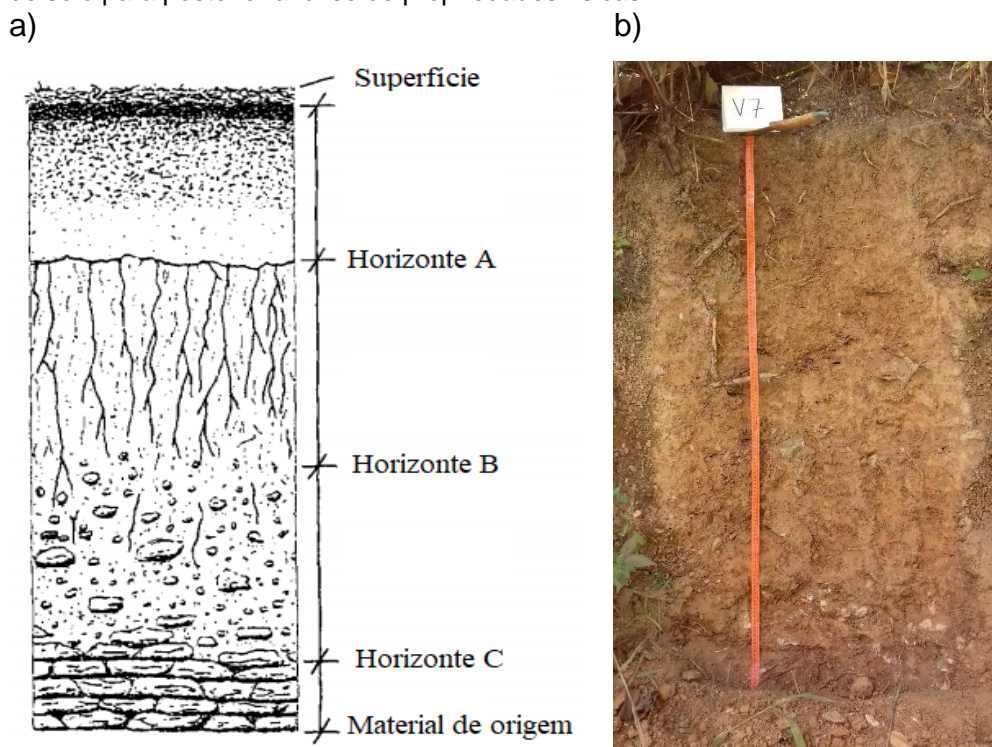 a)
b)
Superfície
V7
Horizonte A
Horizonte B
Horizonte C
Material de origem